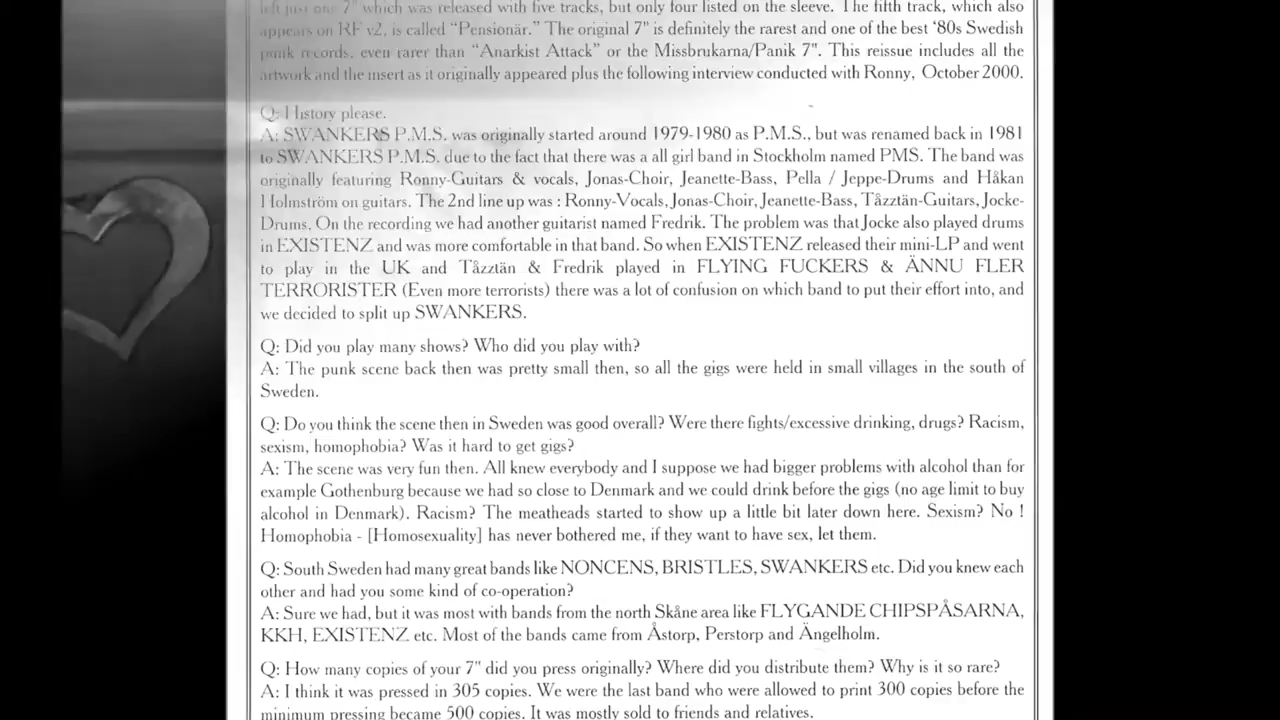 left just one 7" which was released with five tracks, but only four listed on the sleeve. The fifth track, which also
appears on RF v2, is called “Pensionär.” The original 7" is definitely the rarest and one of the best ‘80s Swedish
punk records, even rarer than “Anarkist Attack” or the Missbrukarna/Panik 7". This reissue includes all the
artwork and the insert as it originally appeared plus the following interview conducted with Ronny, October 2000.
Q: History please.
A: SWANKERS P.M.S. was originally started around 1979-1980 as P.M.S., but was renamed back in 1981
to SWANKERS P.M.S. due to the fact that there was a all girl band in Stockholm named PMS. The band was
originally featuring Ronny-Guitars & vocals, Jonas-Choir, Jeanette-Bass, Pella / Jeppe-Drums and Håkan
Holmström on guitars. The 2nd line up was : Ronny-Vocals, Jonas-Choir, Jeanette-Bass, Tåzztän-Guitars, Jocke-
Drums. On the recording we had another guitarist named Fredrik. The problem was that Jocke also played drums
in EXISTENZ and was more comfortable in that band. So when EXISTENZ released their mini-LP and went
to play in the UK and Tåzztän & Fredrik played in FLYING FUCKERS & ÄNNU FLER
TERRORISTER (Even more terrorists) there was a lot of confusion on which band to put their effort into, and
we decided to split up SWANKERS.
Q: Did you play many shows? Who did you play with?
A: The punk scene back then was pretty small then, so all the gigs were held in small villages in the south of
Sweden.
Q: Do you think the scene then in Sweden was good overall? Were there fights/excessive drinking, drugs? Racism,
sexism, homophobia? Was it hard to get gigs?
A: The scene was very fun then. All knew everybody and I suppose we had bigger problems with alcohol than for
example Gothenburg because we had so close to Denmark and we could drink before the gigs (no age limit to buy
alcohol in Denmark). Racism? The meatheads started to show up a little bit later down here. Sexism? No !
Homophobia - [Homosexuality] has never bothered me, if they want to have sex, let them.
Q: South Sweden had many great bands like NONCENS, BRISTLES, SWANKERS etc. Did you knew each
other and had you some kind of co-operation?
A: Sure we had, but it was most with bands from the north Skåne area like FLYGANDE CHIPSPÅSARNA,
KKH, EXISTENZ etc. Most of the bands came from Åstorp, Perstorp and Ängelholm.
Q: How many copies of your 7" did you press originally? Where did you distribute them? Why is it so rare?
A: I think it was pressed in 305 copies. We were the last band who were allowed to print 300 copies before the
minimum pressing became 500 copies. It was mostly sold to friends and relatives.